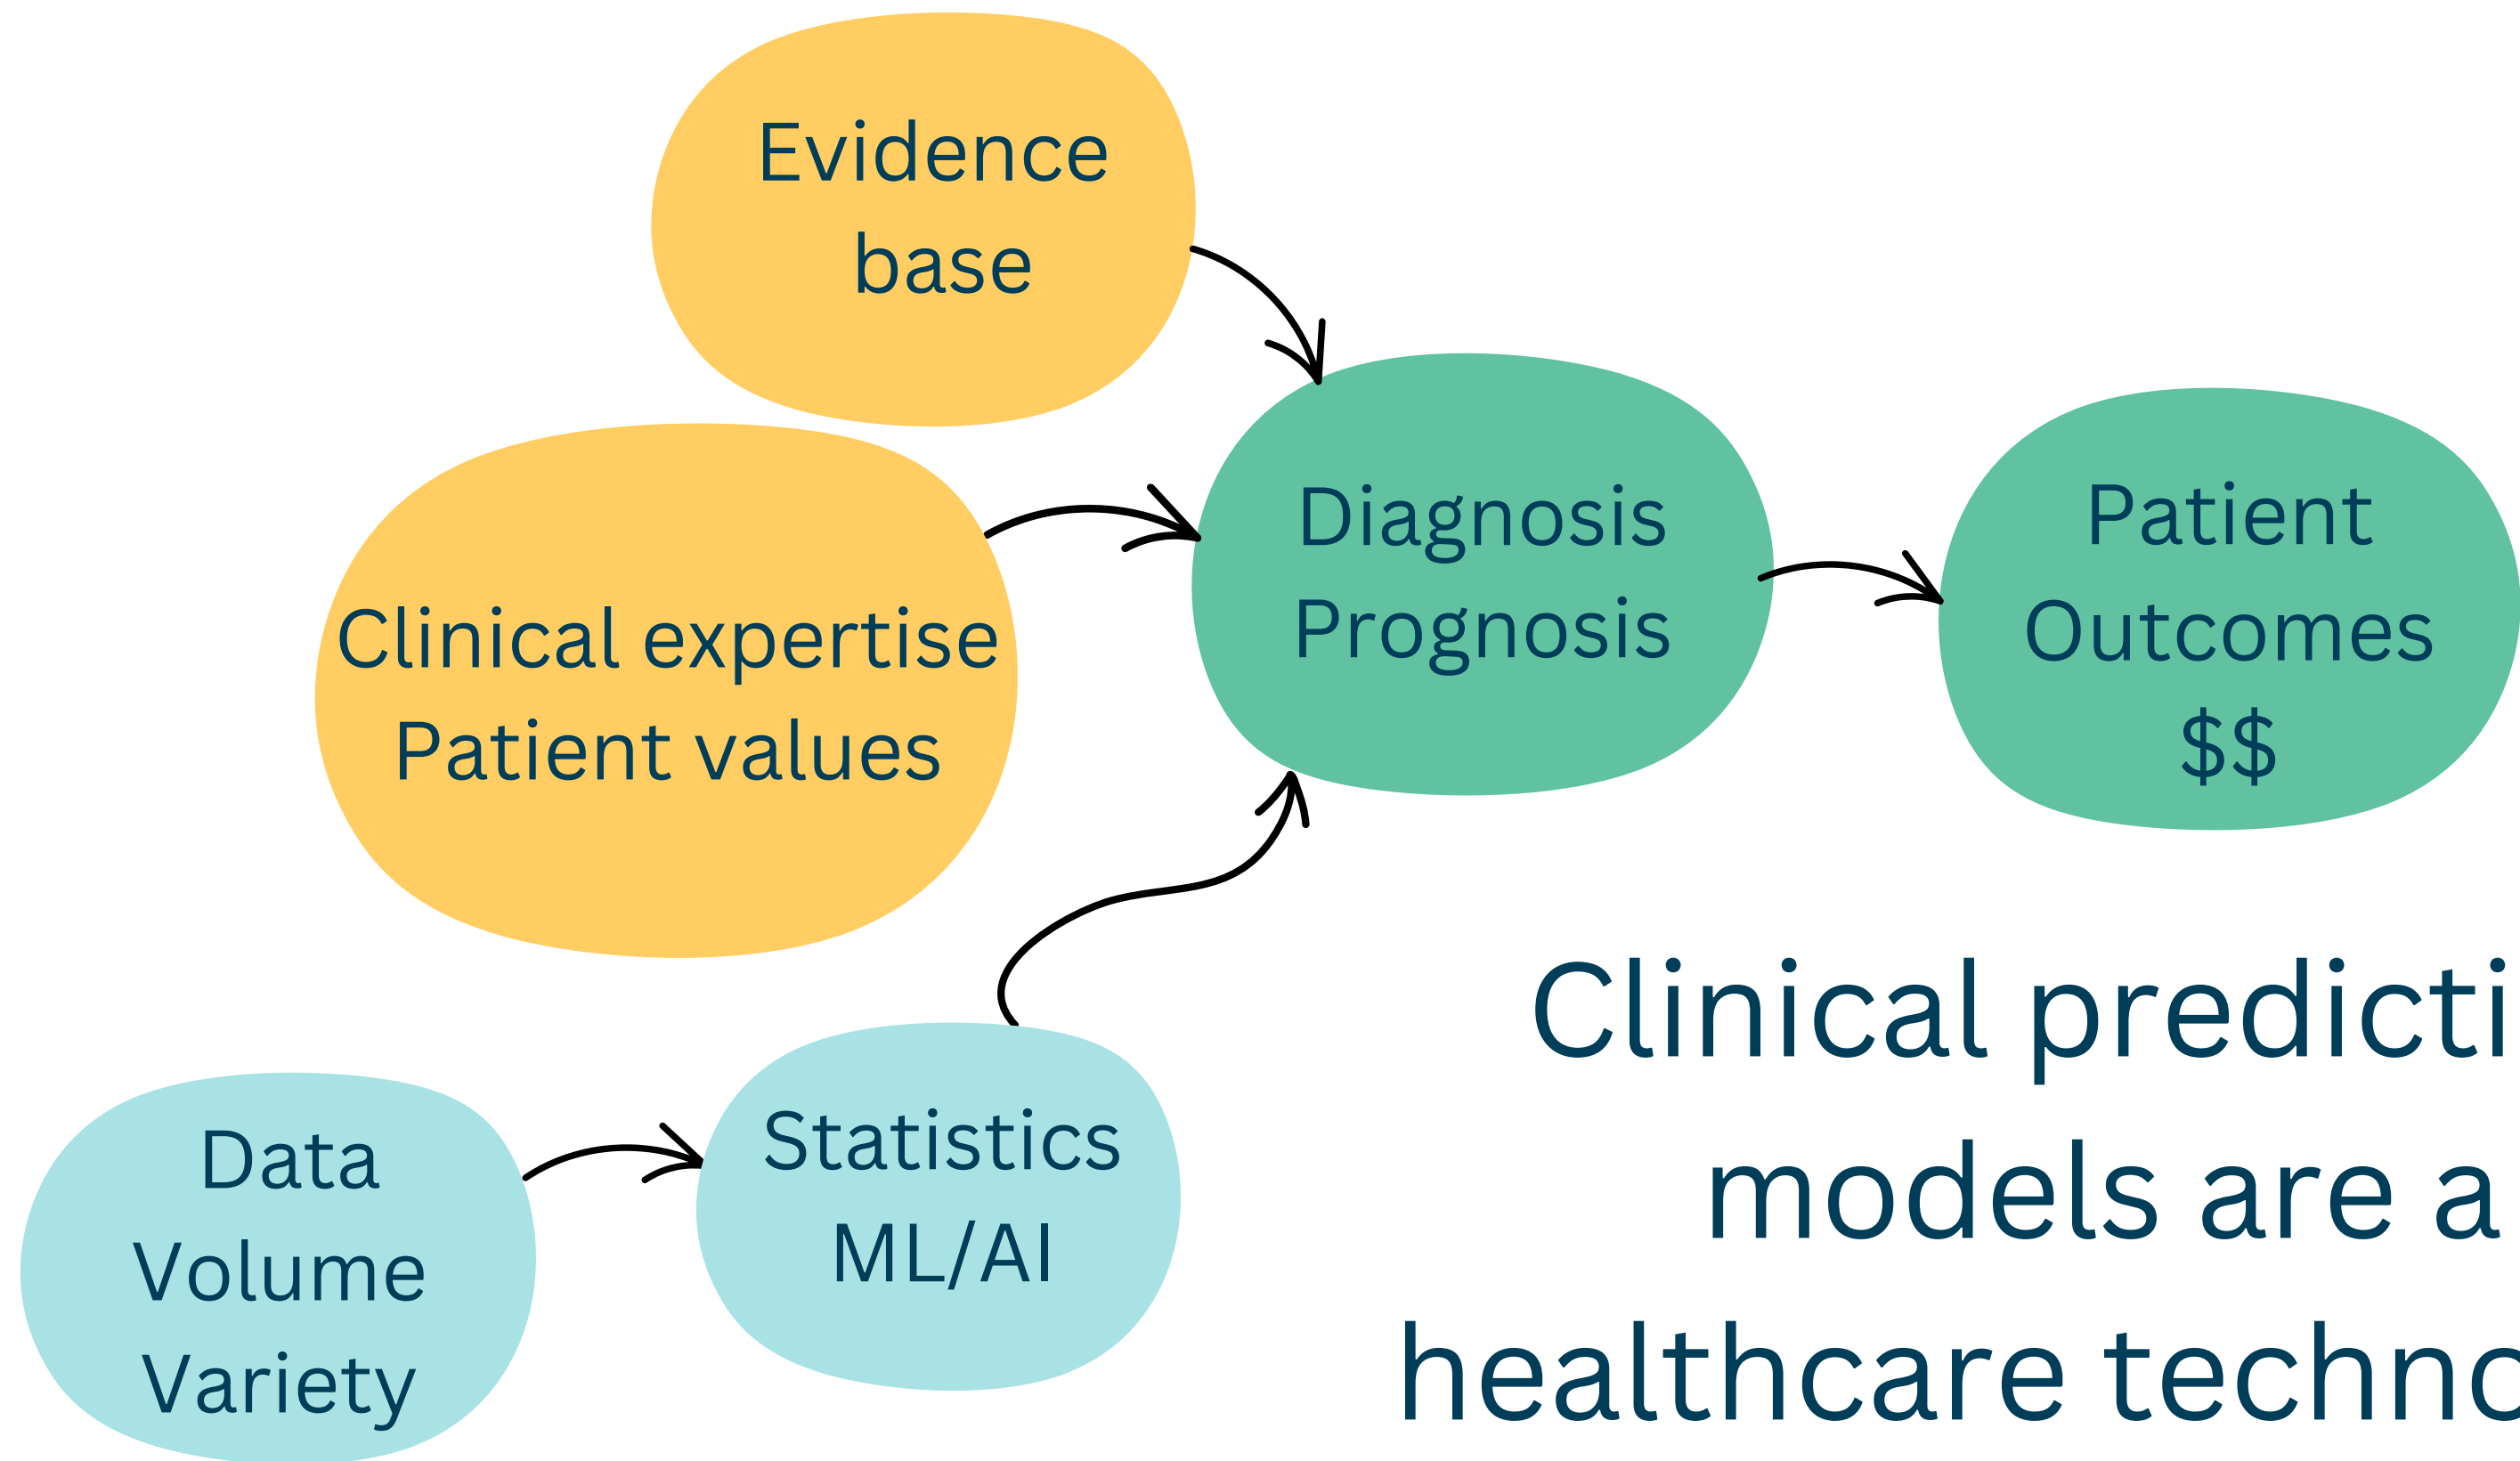 Evidence
base
Clinical expertise
Patient values
Diagnosis
Prognosis
Patient
Outcomes
$$
Data
Volume
Variety
Statistics
ML/AI
Clinical predicti
models are a
healthcare techno